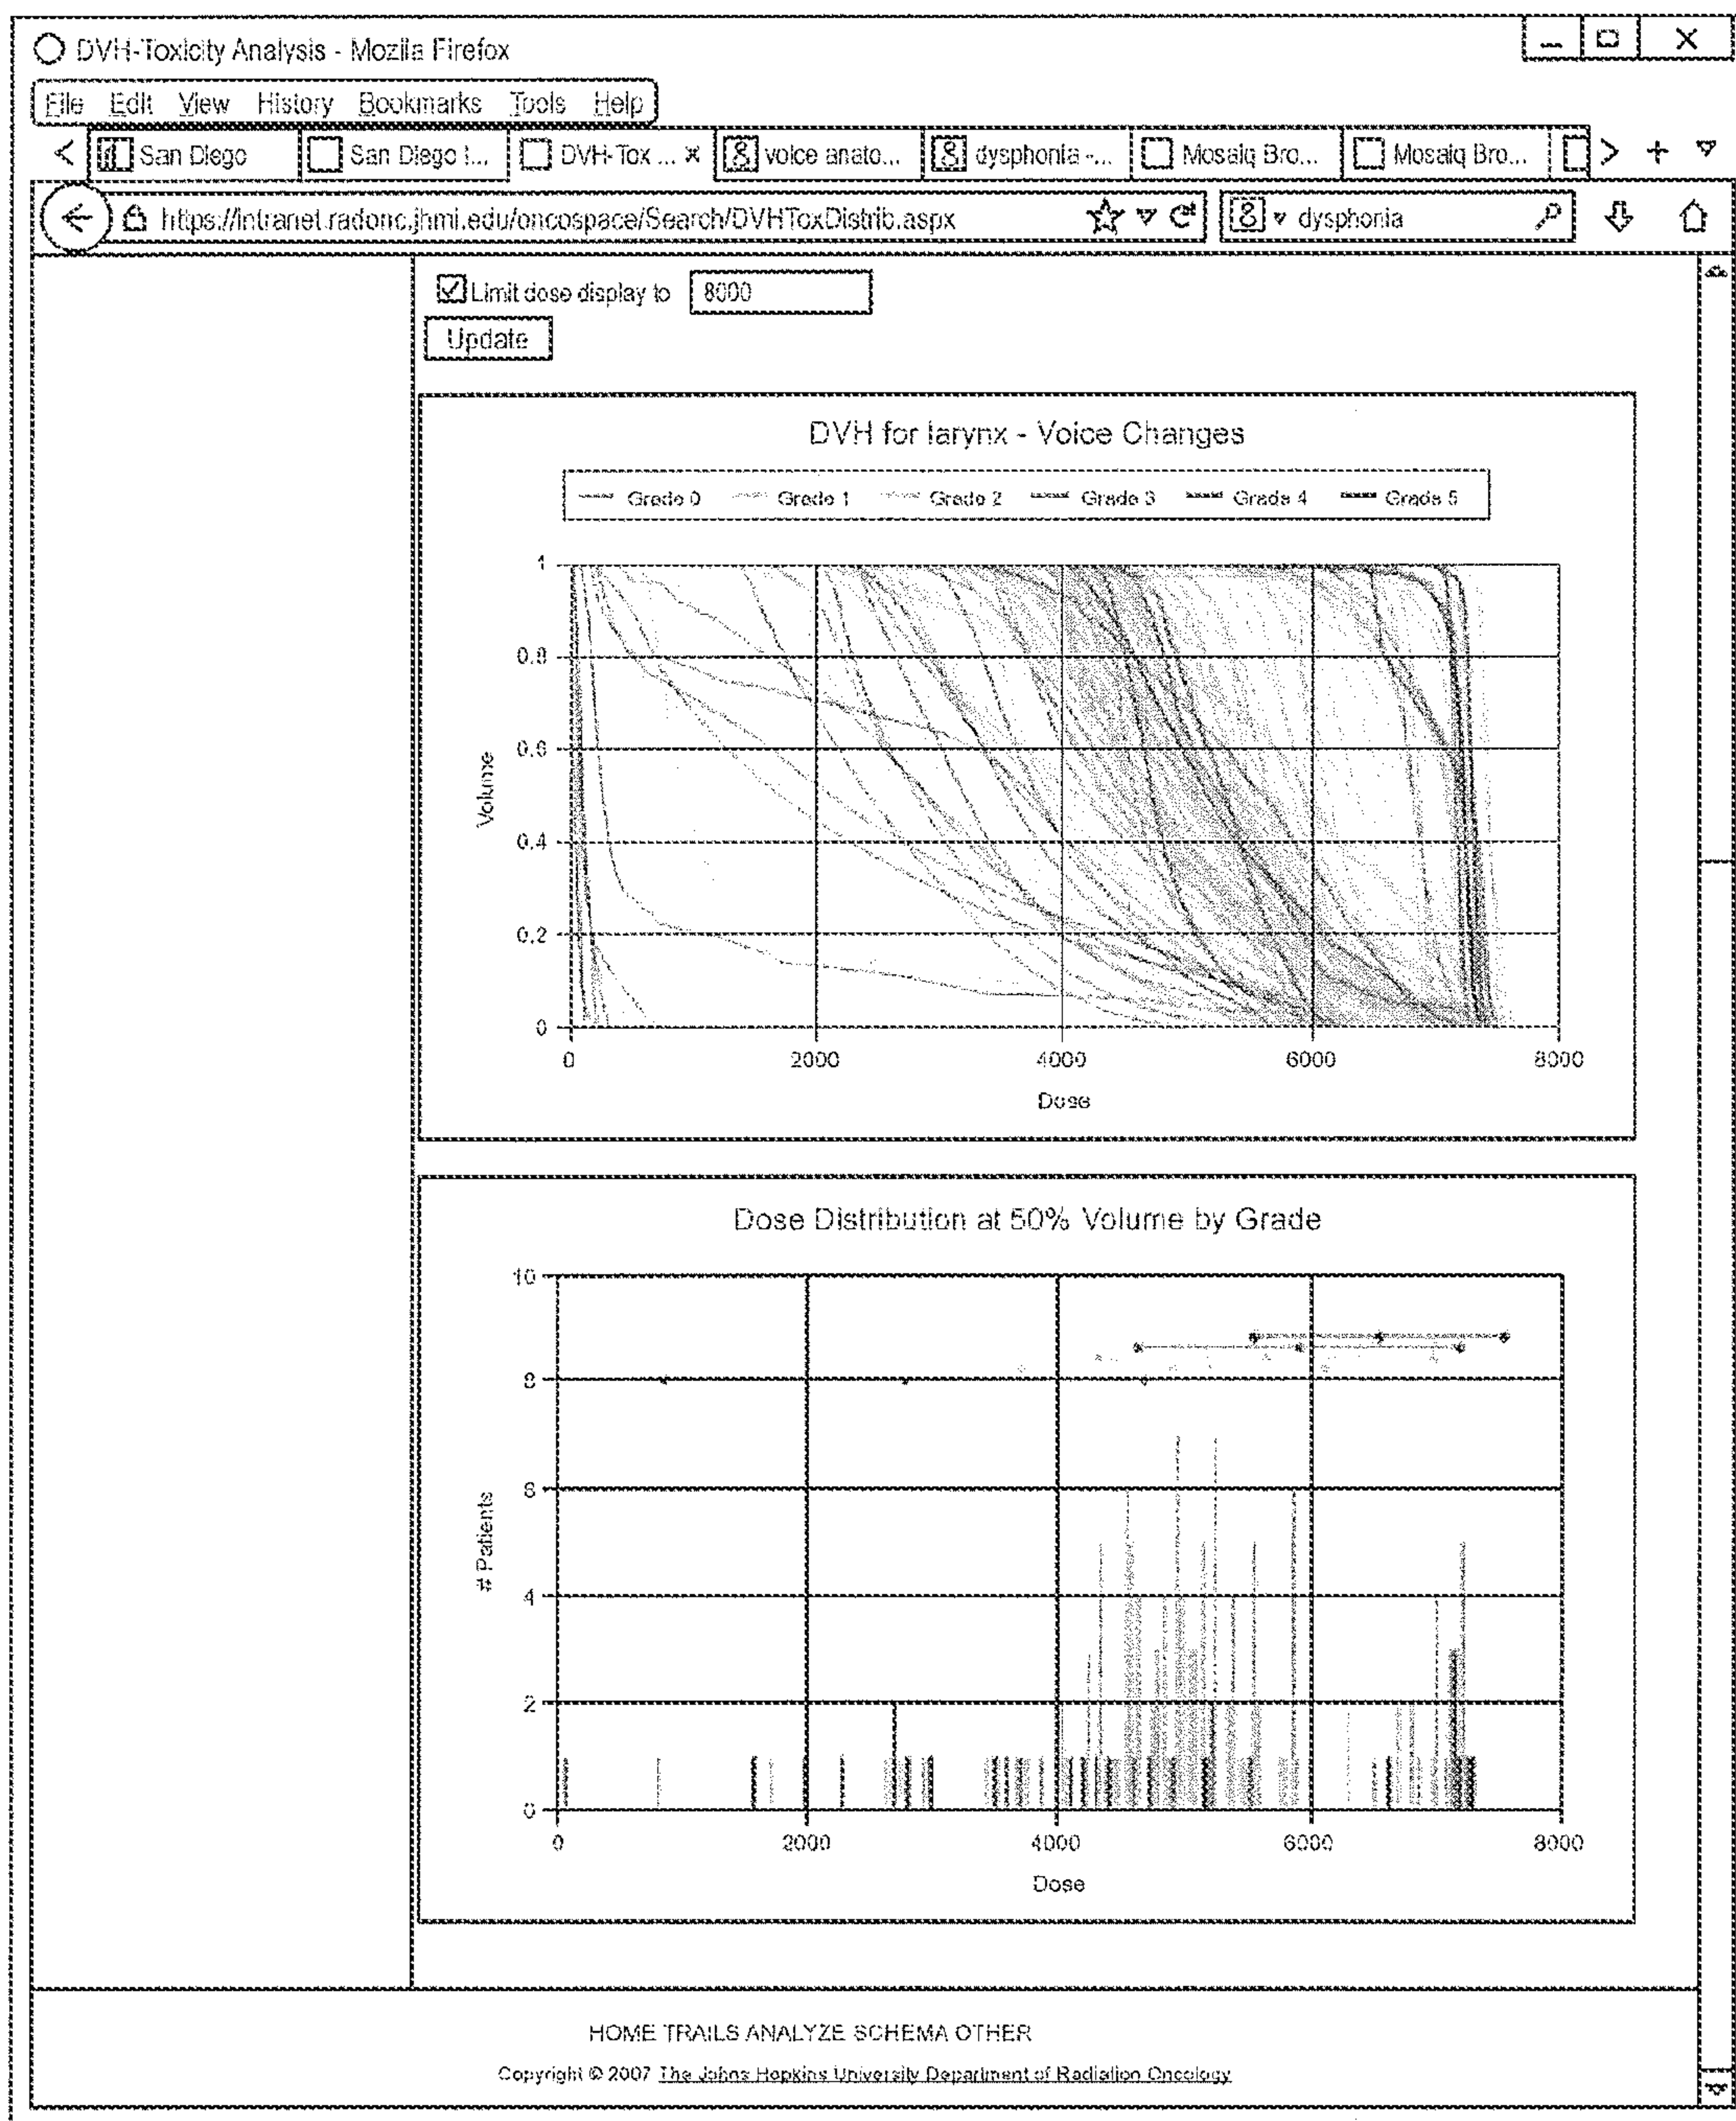 DVH-Toxicity Analysis - Mozilla Firefox
File Edit View History Bookmarks Tools Help
San Diego San Diego I... DVH-Tox ... × voice anato... dysphonia -... Mosaiq Bro... Mosaiq Bro...
https://intranet.radonc.jhmi.edu/oncospace/Search/DVHToxDistrib.aspx dysphonia
Limit dose display to 8000
Update
DVH for larynx - Voice Changes
Grade 0 Grade 1 Grade 2 Grade 3 Grade 4 Grade 5
1
0.8
0.6
0.4
0.2
0
Volume
0 2000 4000 6000 8000
Dose
Dose Distribution at 50% Volume by Grade
10
8
6
4
2
0
# Patients
0 2000 4000 6000 8000
Dose
HOME TRAILS ANALYZE SCHEMA OTHER
Copyright © 2007 The Johns Hopkins University Department of Radiation Oncology